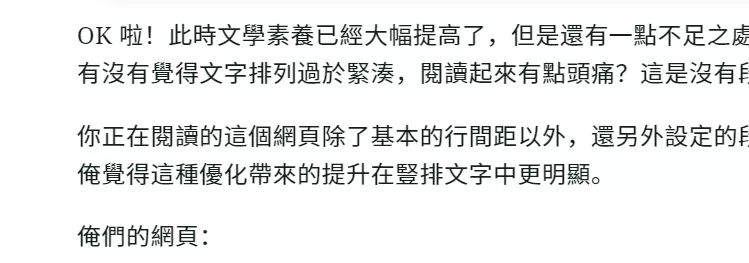 OK 啦！此時文學素養已經大幅提高了，但是還有一點不足之處
有沒有覺得文字排列過於緊湊，閱讀起來有點頭痛？這是沒有段
你正在閱讀的這個網頁除了基本的行間距以外，還另外設定的段
俺覺得這種優化帶來的提升在豎排文字中更明顯。
俺們的網頁：